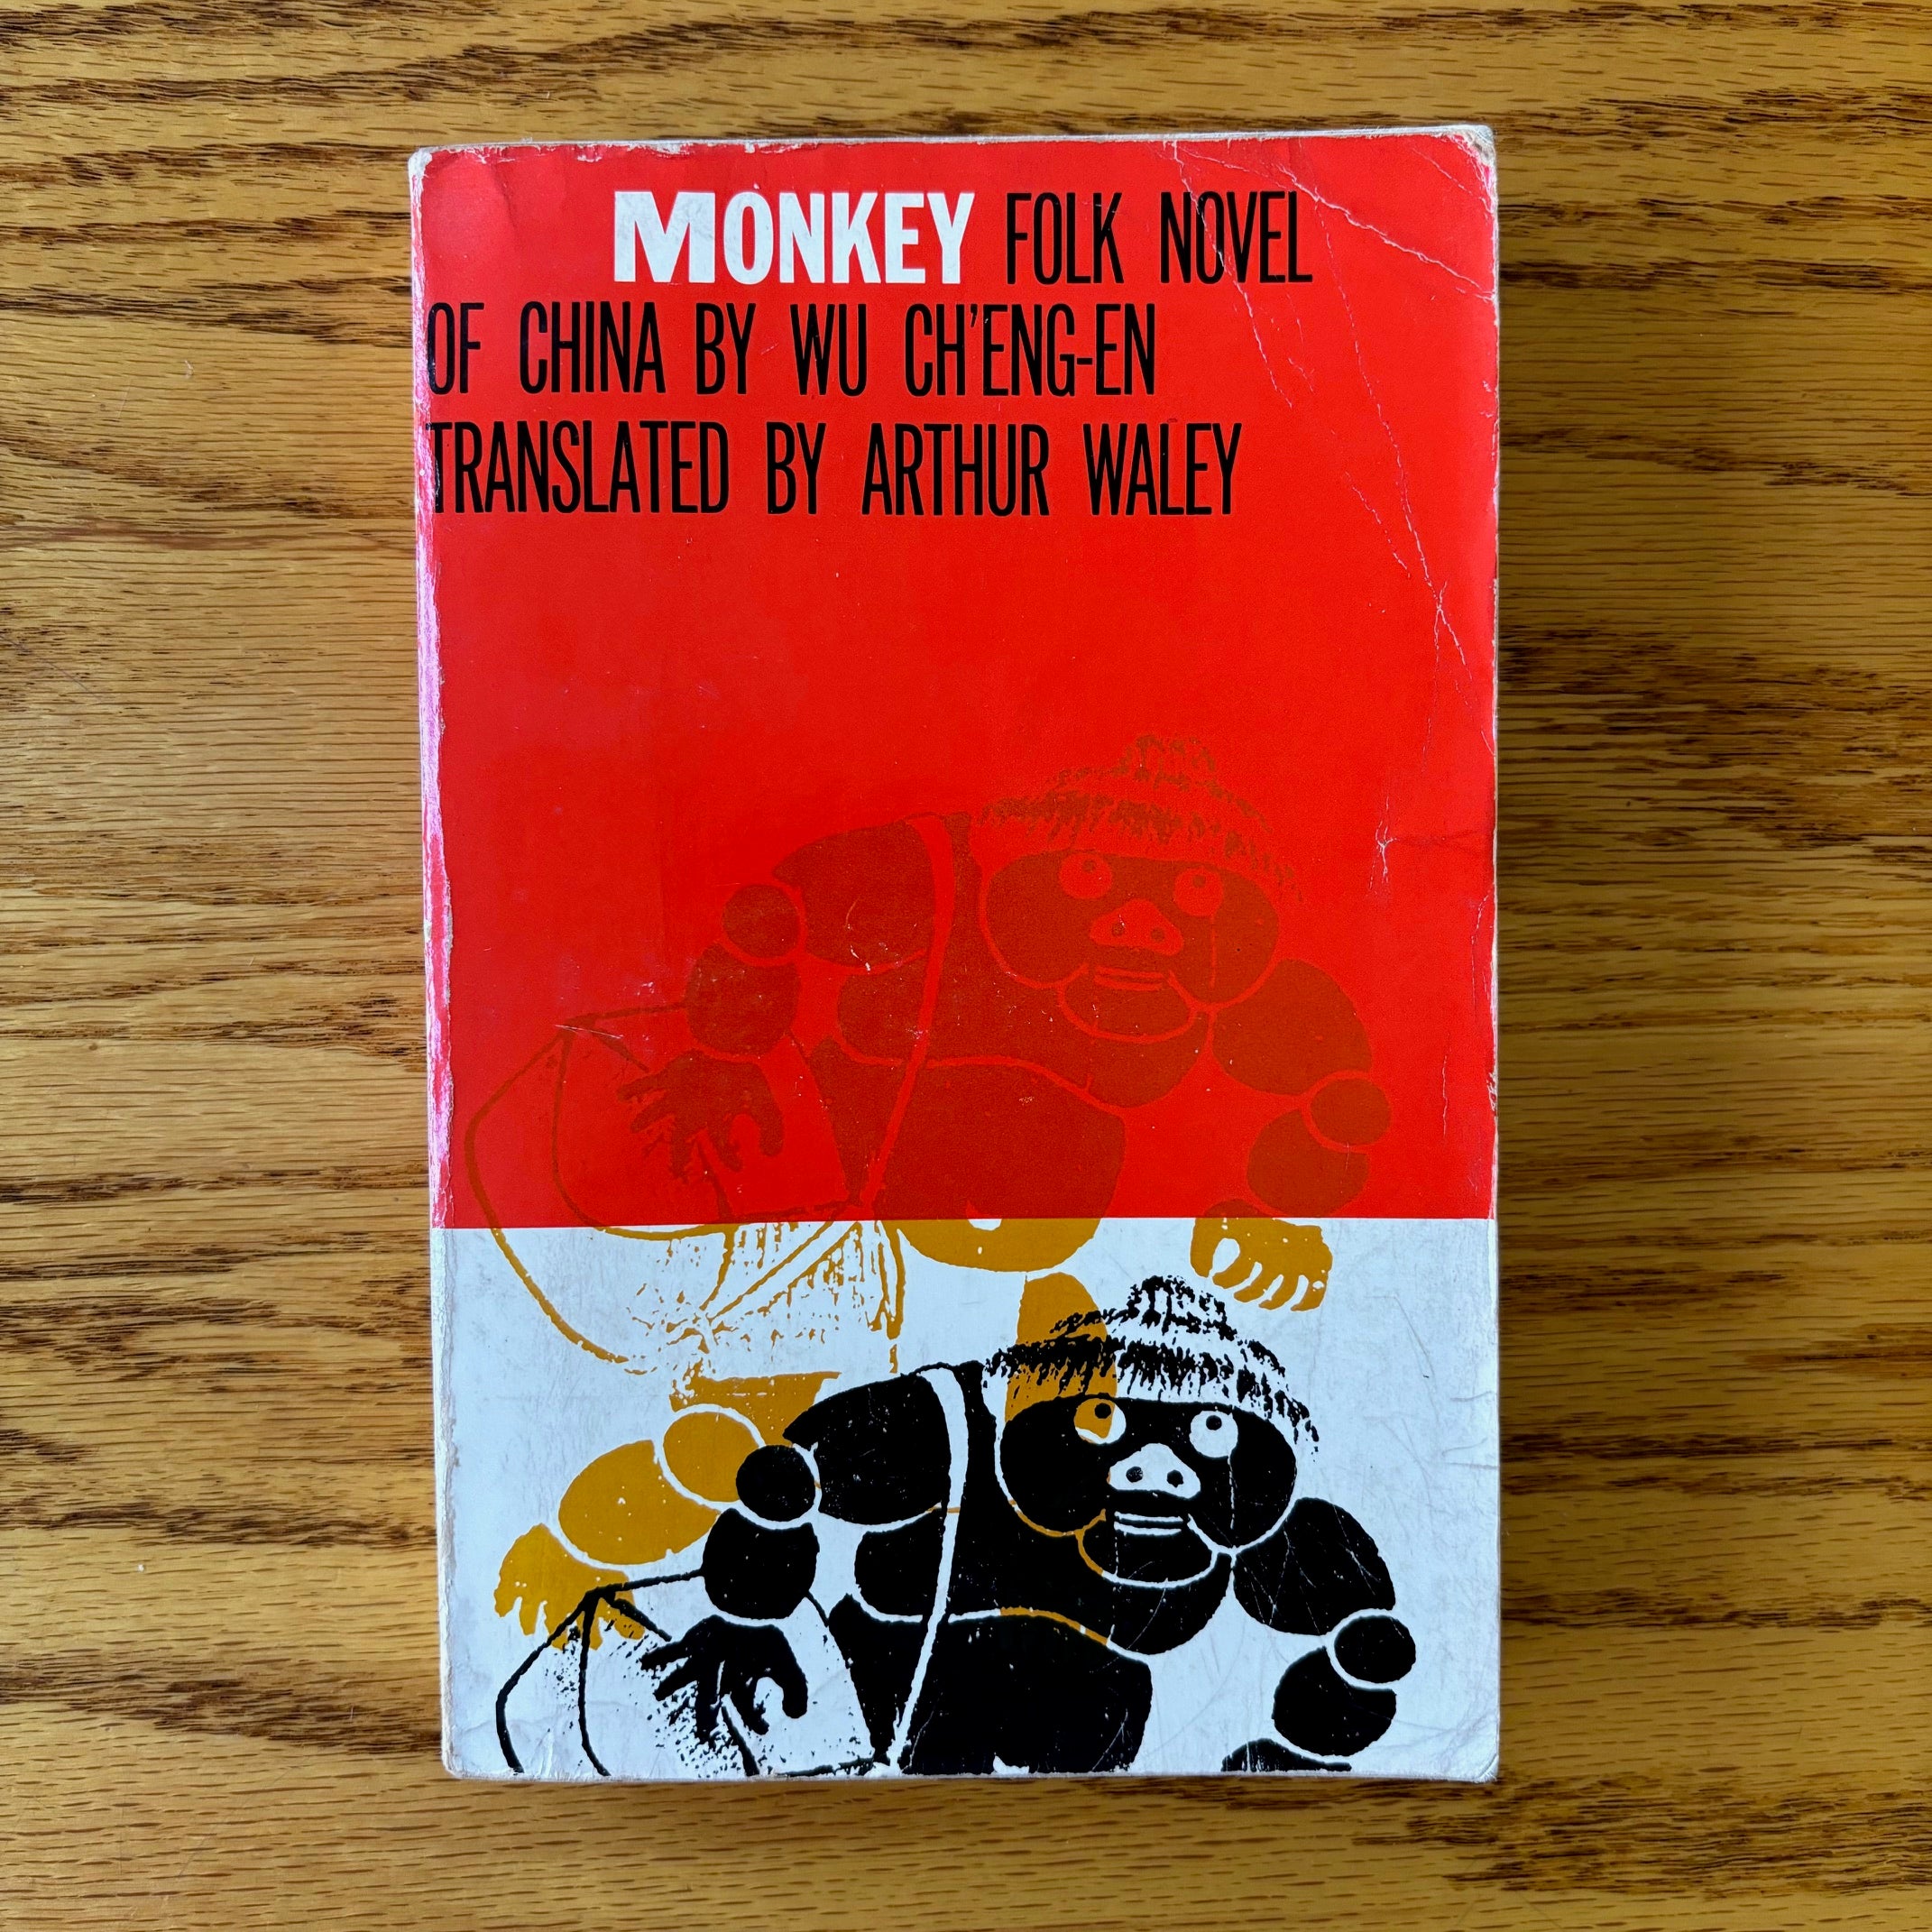 MONKEY FOLK NOVEL
OF CHINA BY WU CH'ENG-EN
TRANSLATED BY ARTHUR WALEY